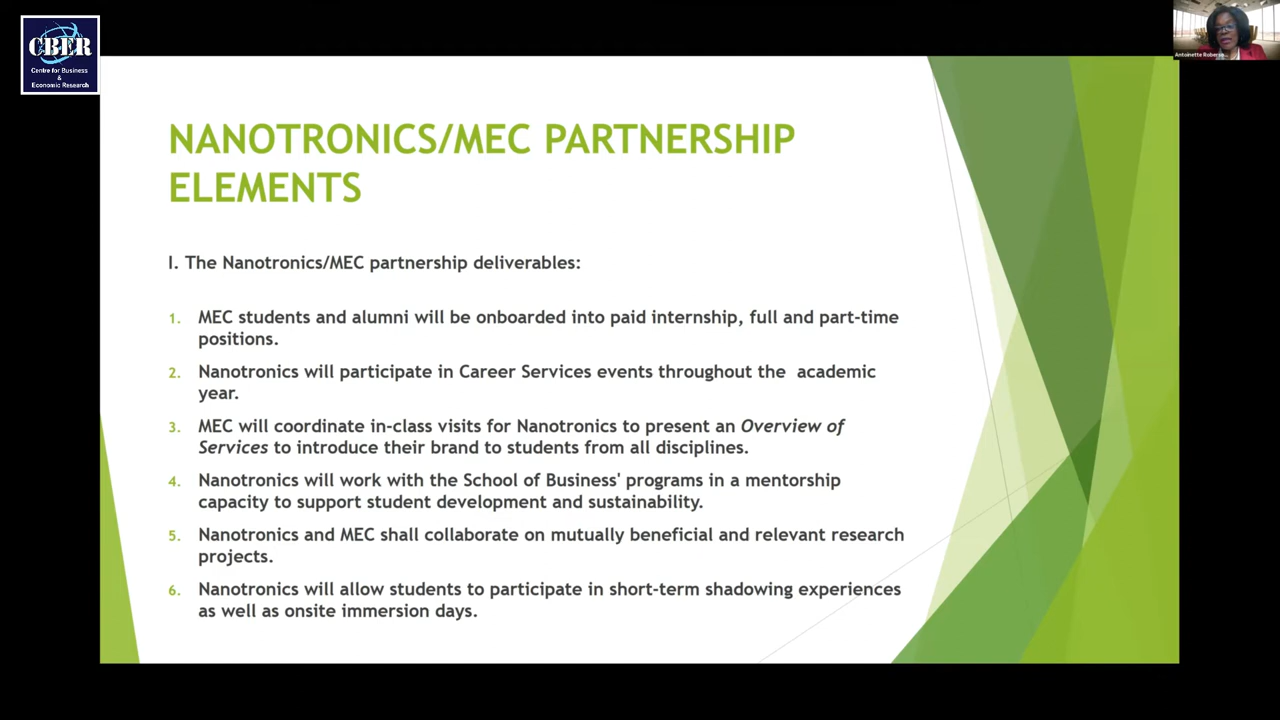 CBER
Centre for Business
&
Economic Research
Antoinette Roberso...
NANOTRONICS/MEC PARTNERSHIP
ELEMENTS
I. The Nanotronics/MEC partnership deliverables:
1. MEC students and alumni will be onboarded into paid internship, full and part-time
positions.
2. Nanotronics will participate in Career Services events throughout the academic
year.
3. MEC will coordinate in-class visits for Nanotronics to present an Overview of
Services to introduce their brand to students from all disciplines.
4. Nanotronics will work with the School of Business' programs in a mentorship
capacity to support student development and sustainability.
5. Nanotronics and MEC shall collaborate on mutually beneficial and relevant research
projects.
6. Nanotronics will allow students to participate in short-term shadowing experiences
as well as onsite immersion days.